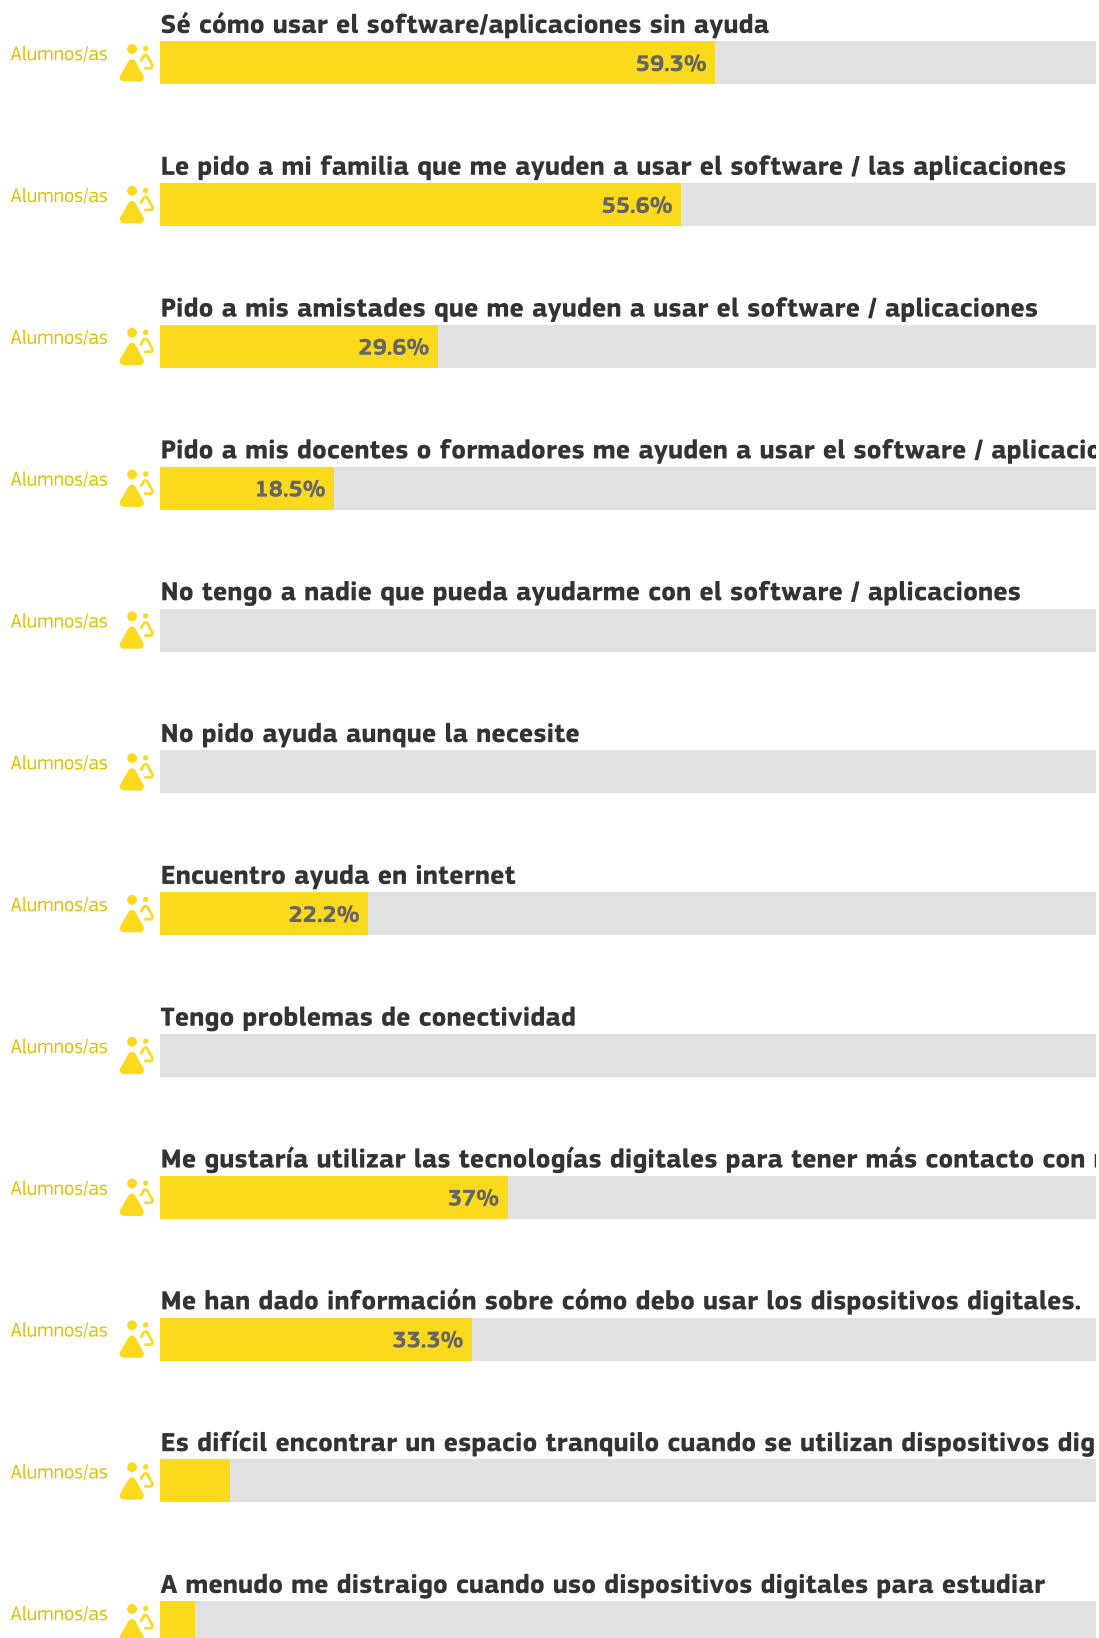 Sé cómo usar el software/aplicaciones sin ayuda
Alumnos/as
59.3%
Le pido a mi familia que me ayuden a usar el software / las aplicaciones
Alumnos/as
55.6%
Pido a mis amistades que me ayuden a usar el software / aplicaciones
Alumnos/as
29.6%
Pido a mis docentes o formadores me ayuden a usar el software / aplicacio
Alumnos/as
18.5%
No tengo a nadie que pueda ayudarme con el software / aplicaciones
Alumnos/as
No pido ayuda aunque la necesite
Alumnos/as
Encuentro ayuda en internet
Alumnos/as
22.2%
Tengo problemas de conectividad
Alumnos/as
Me gustaría utilizar las tecnologías digitales para tener más contacto con
Alumnos/as
37%
Me han dado información sobre cómo debo usar los dispositivos digitales.
Alumnos/as
33.3%
Es difícil encontrar un espacio tranquilo cuando se utilizan dispositivos dig
Alumnos/as
A menudo me distraigo cuando uso dispositivos digitales para estudiar
Alumnos/as